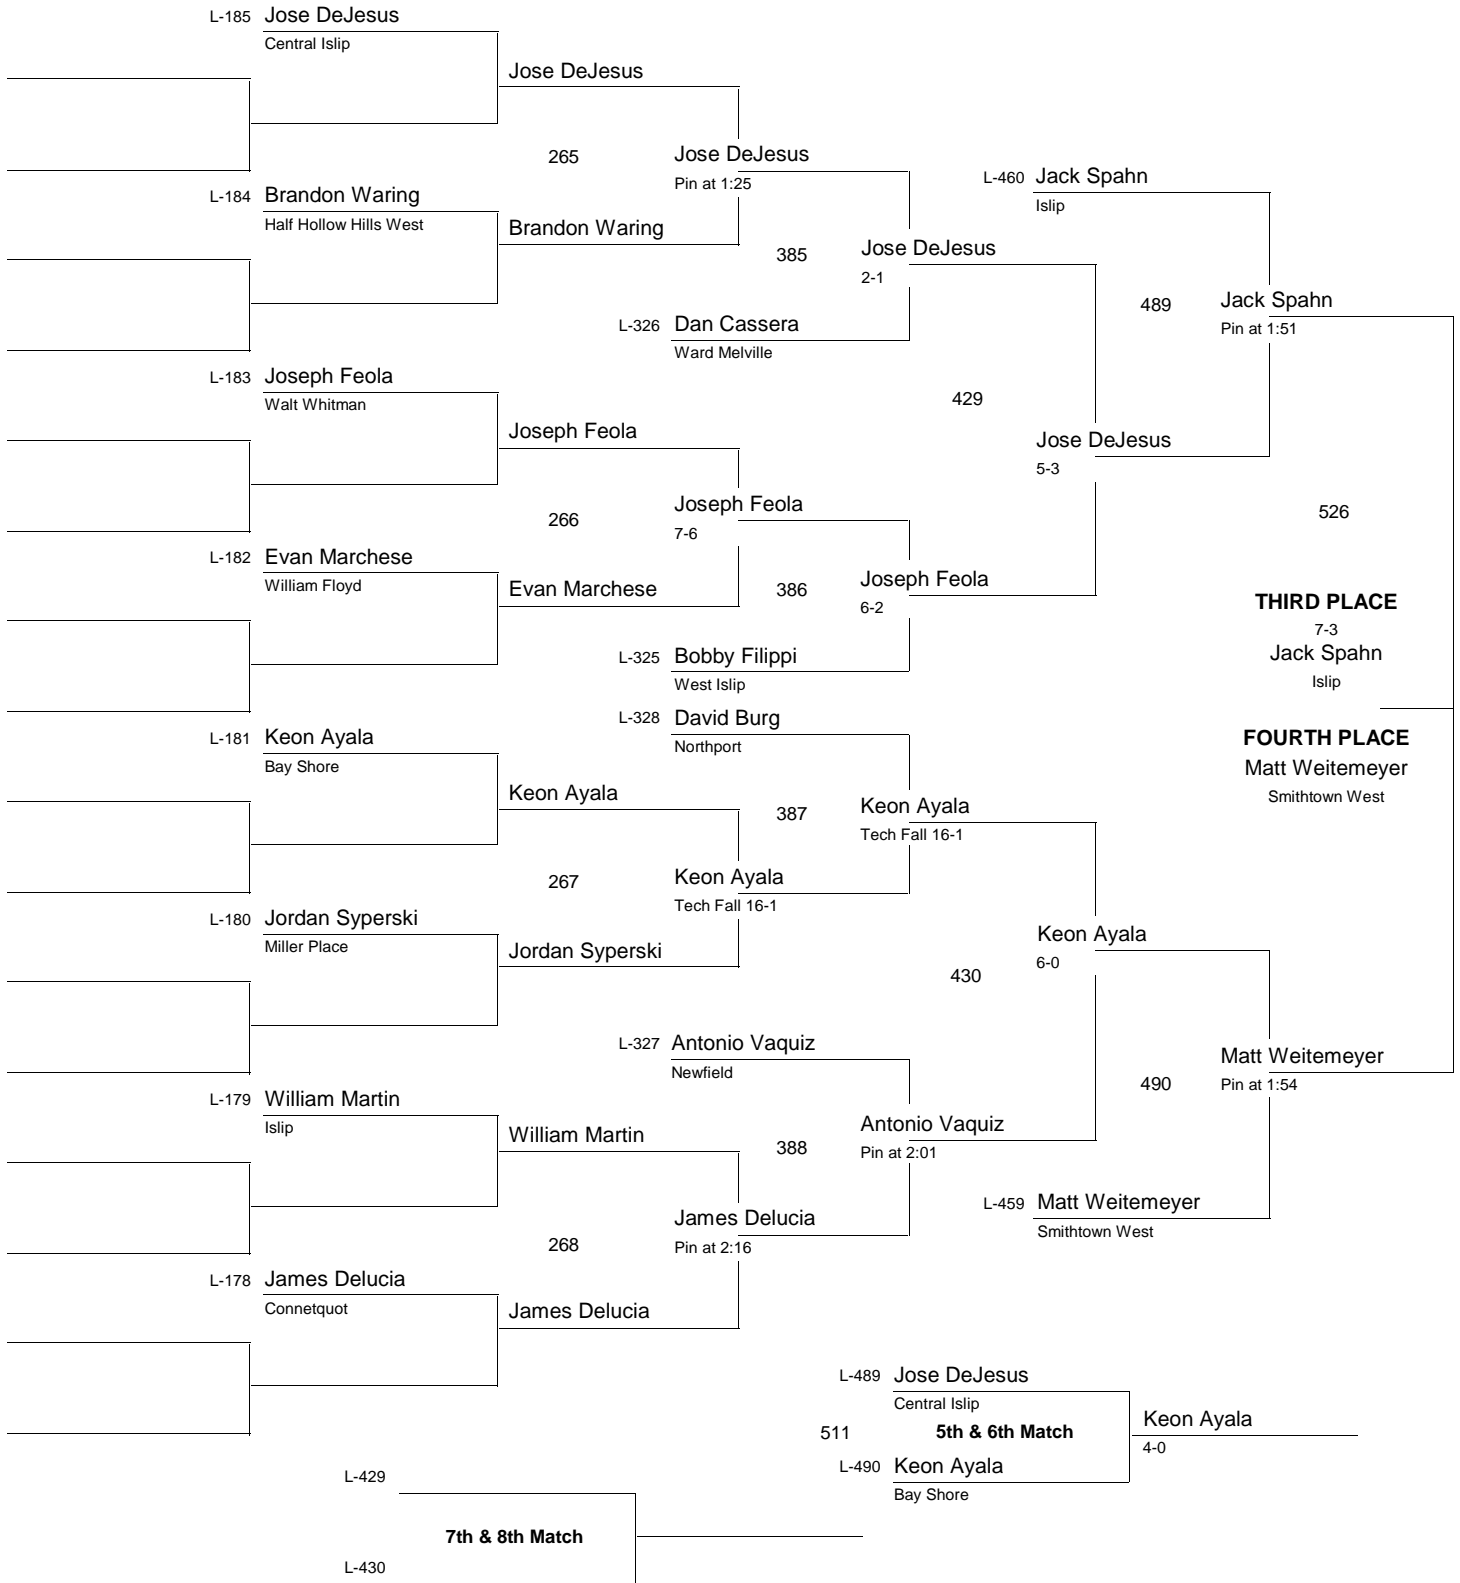 L-185 Jose DeJesus
Central Islip
Jose DeJesus
265
Jose DeJesus
Pin at 1:25
L-184 Brandon Waring
Half Hollow Hills West
Brandon Waring
385
Jose DeJesus
2-1
L-326 Dan Cassera
Ward Melville
L-183 Joseph Feola
Walt Whitman
Joseph Feola
429
Jose DeJesus
5-3
266
Joseph Feola
7-6
L-182 Evan Marchese
William Floyd
Evan Marchese
386
Joseph Feola
6-2
L-325 Bobby Filippi
West Islip
L-460 Jack Spahn
Islip
489
Jack Spahn
Pin at 1:51
526
THIRD PLACE
7-3
Jack Spahn
Islip
FOURTH PLACE
Matt Weitemeyer
Smithtown West
L-328 David Burg
Northport
L-181 Keon Ayala
Bay Shore
Keon Ayala
387
Keon Ayala
Tech Fall 16-1
267
Keon Ayala
Tech Fall 16-1
L-180 Jordan Syperski
Miller Place
Jordan Syperski
430
Keon Ayala
6-0
L-327 Antonio Vaquiz
Newfield
490
Matt Weitemeyer
Pin at 1:54
L-179 William Martin
Islip
William Martin
388
Antonio Vaquiz
Pin at 2:01
268
James Delucia
Pin at 2:16
L-459 Matt Weitemeyer
Smithtown West
L-178 James Delucia
Connetquot
James Delucia
L-489 Jose DeJesus
Central Islip
511
5th & 6th Match
Keon Ayala
4-0
L-490 Keon Ayala
Bay Shore
L-429
7th & 8th Match
L-430